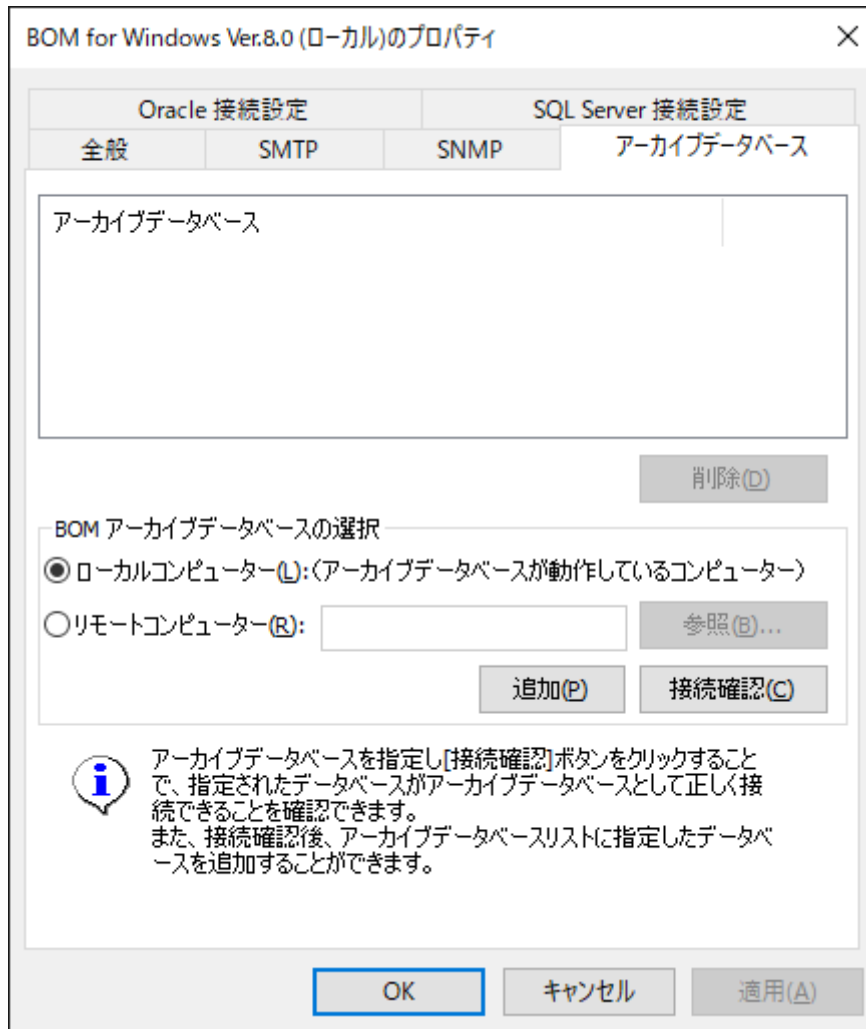 BOM for Windows Ver.8.0 (ローカル)のプロパティ
Oracle 接続設定
SQL Server 接続設定
全般
SMTP
SNMP
アーカイブデータベース
アーカイブデータベース
削除(D)
BOM アーカイブデータベースの選択
ローカルコンピューター(L):(アーカイブデータベースが動作しているコンピューター)
リモートコンピューター(R):
参照(B)...
追加(P)
接続確認(C)
アーカイブデータベースを指定し[接続確認]ボタンをクリックすること
で、指定されたデータベースがアーカイブデータベースとして正しく接
続できることを確認できます。
また、接続確認後、アーカイブデータベースリストに指定したデータベ
ースを追加することができます。
OK
キャンセル
適用(A)